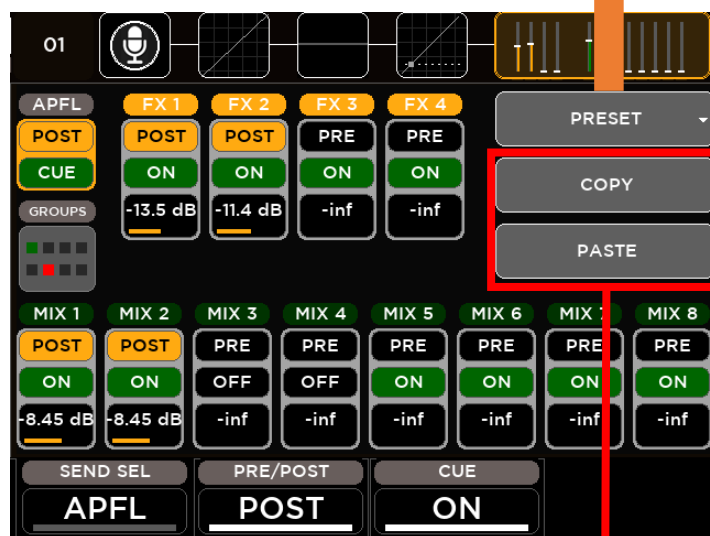 01
APFL FX 1 FX 2 FX 3 FX 4 PRESET
POST POST POST PRE PRE
CUE ON ON ON ON COPY
GROUPS -13.5 dB -11.4 dB -inf -inf
PASTE
MIX 1 MIX 2 MIX 3 MIX 4 MIX 5 MIX 6 MIX 7 MIX 8
POST POST PRE PRE PRE PRE PRE PRE
ON ON OFF OFF ON ON ON ON
-8.45 dB -8.45 dB -inf -inf -inf -inf -inf -inf
SEND SEL PRE/POST CUE
APFL POST ON